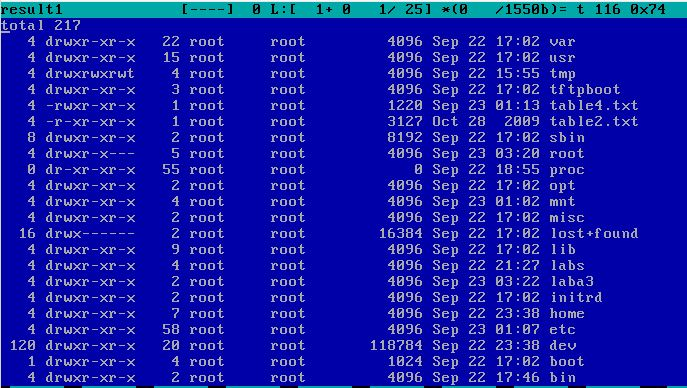 result1 [----] 0 L:[ 1+ 0 1/ 25] *(0 /1550b)= t 116 0x74
total 217
4 drwxr-xr-x 22 root root 4096 Sep 22 17:02 var
4 drwxr-xr-x 15 root root 4096 Sep 22 17:02 usr
4 drwxrwxrwt 4 root root 4096 Sep 22 15:55 tmp
4 drwxr-xr-x 3 root root 4096 Sep 22 17:02 tftpboot
4 -rwxr-xr-x 1 root root 1220 Sep 23 01:13 table4.txt
4 -r-xr-xr-x 1 root root 3127 Oct 28 2009 table2.txt
8 drwxr-xr-x 2 root root 8192 Sep 22 17:02 sbin
4 drwxr-x--- 5 root root 4096 Sep 23 03:20 root
0 dr-xr-xr-x 55 root root 0 Sep 22 18:55 proc
4 drwxr-xr-x 2 root root 4096 Sep 22 17:02 opt
4 drwxr-xr-x 4 root root 4096 Sep 23 01:02 mnt
4 drwxr-xr-x 2 root root 4096 Sep 22 17:02 misc
16 drwx------ 2 root root 16384 Sep 22 17:02 lost+found
4 drwxr-xr-x 9 root root 4096 Sep 22 17:02 lib
4 drwxr-xr-x 4 root root 4096 Sep 22 21:27 labs
4 drwxr-xr-x 2 root root 4096 Sep 23 03:22 laba3
4 drwxr-xr-x 2 root root 4096 Sep 22 17:02 initrd
4 drwxr-xr-x 7 root root 4096 Sep 22 23:38 home
4 drwxr-xr-x 58 root root 4096 Sep 23 01:07 etc
120 drwxr-xr-x 20 root root 118784 Sep 22 23:38 dev
1 drwxr-xr-x 4 root root 1024 Sep 22 17:02 boot
4 drwxr-xr-x 2 root root 4096 Sep 22 17:46 bin